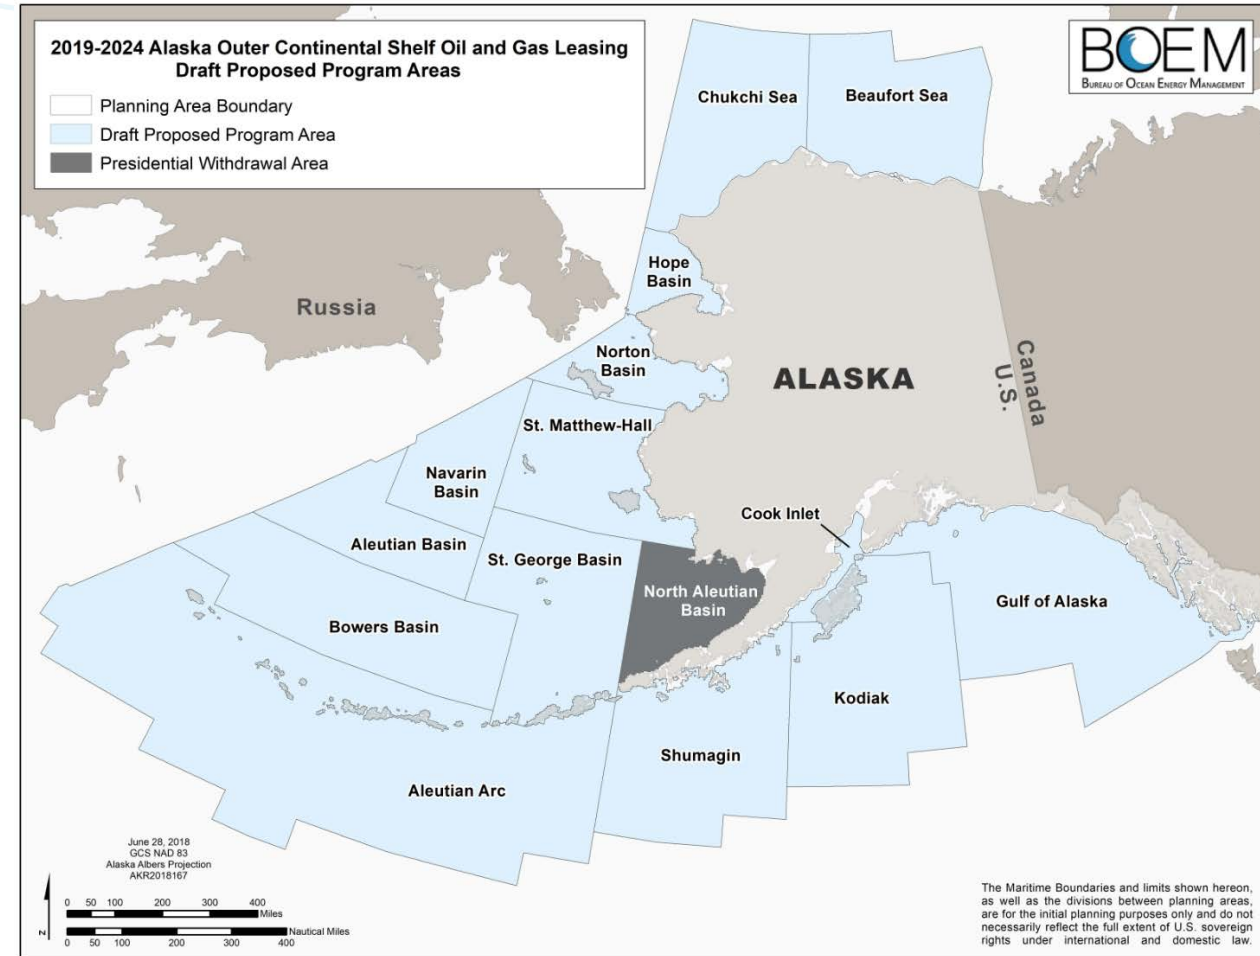 2019-2024 Alaska Outer Continental Shelf Oil and Gas Leasing
Draft Proposed Program Areas
Planning Area Boundary
Draft Proposed Program Area
Presidential Withdrawal Area
BOEM
BUREAU OF OCEAN ENERGY MANAGEMENT
Chukchi Sea
Beaufort Sea
Hope
Basin
Russia
Norton
Basin
ALASKA
Canada
U.S.
St. Matthew-Hall
Navarin
Basin
Cook Inlet
Aleutian Basin
St. George Basin
North Aleutian
Basin
Gulf of Alaska
Bowers Basin
Kodiak
Shumagin
Aleutian Arc
June 28, 2018
GCS NAD 83
Alaska Albers Projection
AKR2018167
N
0 50 100 200 300 400
Miles
Nautical Miles
0 50 100 200 300 400
The Maritime Boundaries and limits shown hereon,
as well as the divisions between planning areas,
are for the initial planning purposes only and do not
necessarily reflect the full extent of U.S. sovereign
rights under international and domestic law.